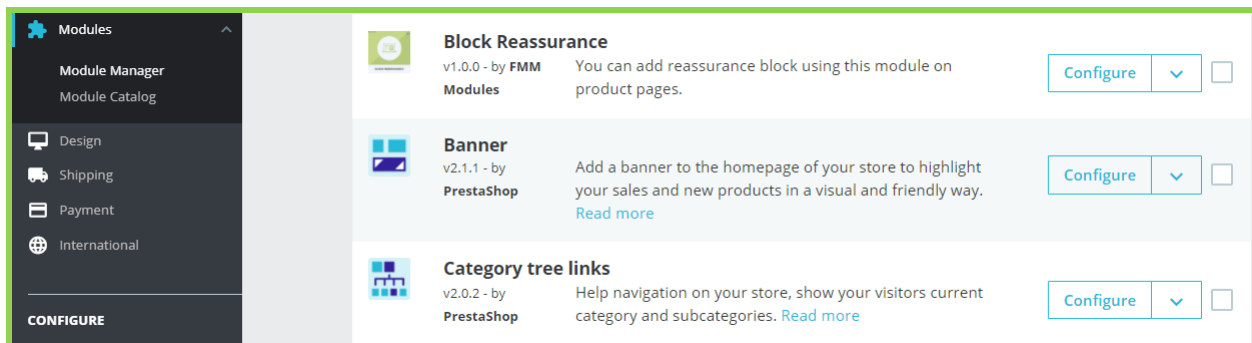 Modules
Module Manager
Module Catalog
Design
Shipping
Payment
International
CONFIGURE
Block Reassurance
v1.0.0 - by FMM
Modules
You can add reassurance block using this module on
product pages.
Configure
Banner
v2.1.1 - by
PrestaShop
Add a banner to the homepage of your store to highlight
your sales and new products in a visual and friendly way.
Read more
Configure
Category tree links
v2.0.2 - by
PrestaShop
Help navigation on your store, show your visitors current
category and subcategories. Read more
Configure